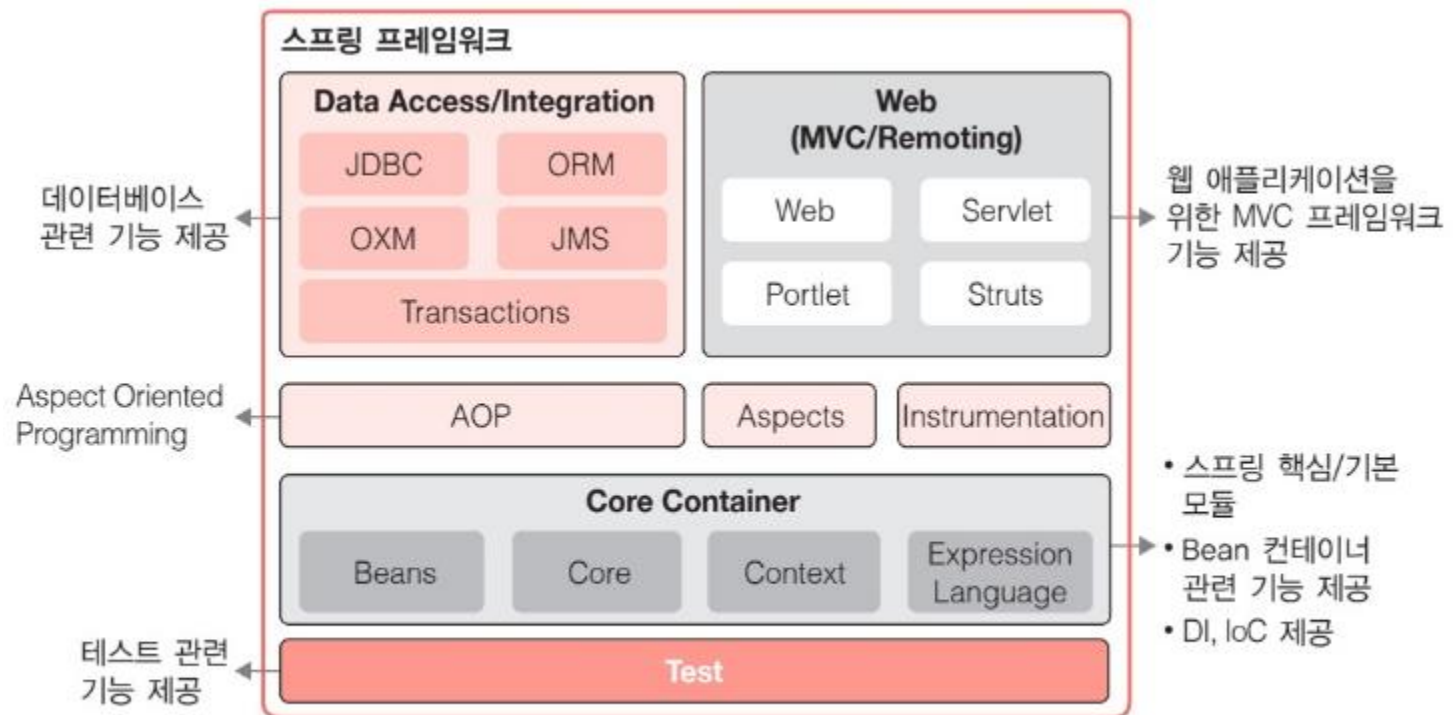 스프링 프레임워크
Data Access/Integration
JDBC
ORM
OXM
JMS
Transactions
Web
(MVC/Remoting)
Web
Servlet
Portlet
Struts
데이터베이스
관련 기능 제공
웹 애플리케이션을
위한 MVC 프레임워크
기능 제공
Aspect Oriented
Programming
AOP
Aspects
Instrumentation
Core Container
Beans
Core
Context
Expression
Language
• 스프링 핵심/기본
모듈
• Bean 컨테이너
관련 기능 제공
• DI, IoC 제공
테스트 관련
기능 제공
Test